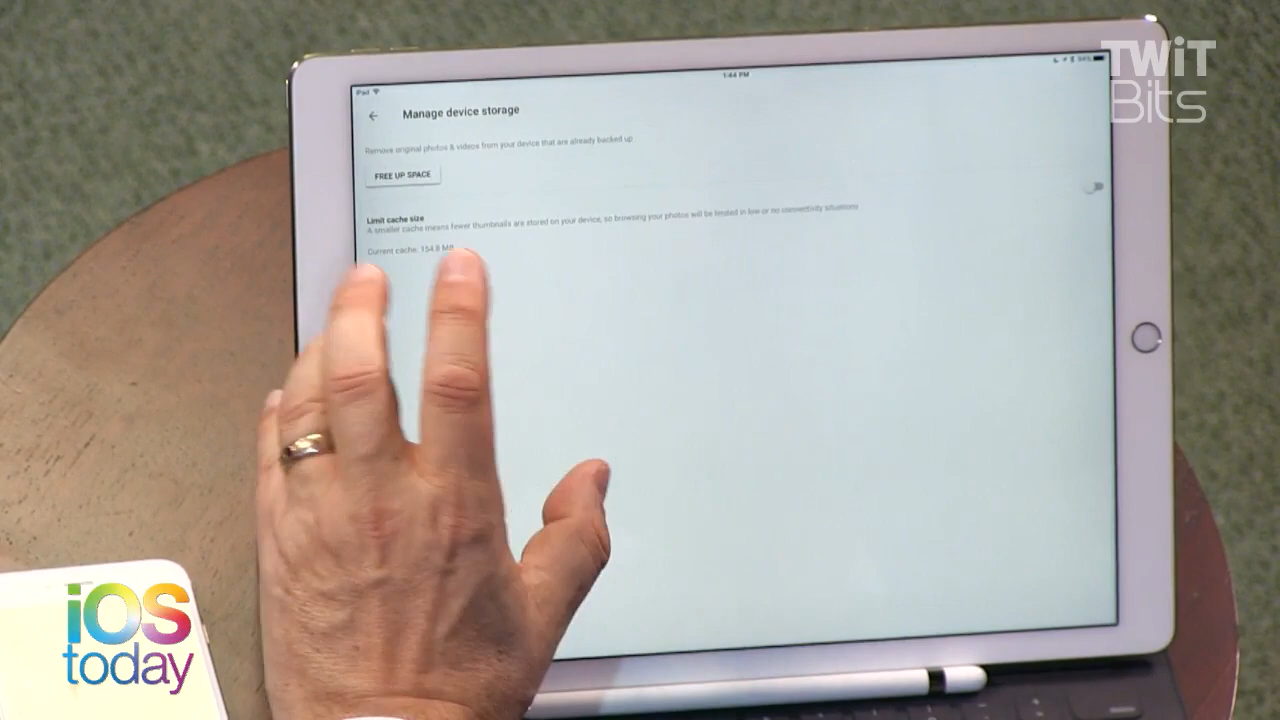 TWiT
Bits
iPad
1:44 PM
94%
Manage device storage
Remove original photos & videos from your device that are already backed up
FREE UP SPACE
Limit cache size
A smaller cache means fewer thumbnails are stored on your device, so browsing your photos will be limited in low or no connectivity situations
Current cache: 154.8 MB
iOS
today